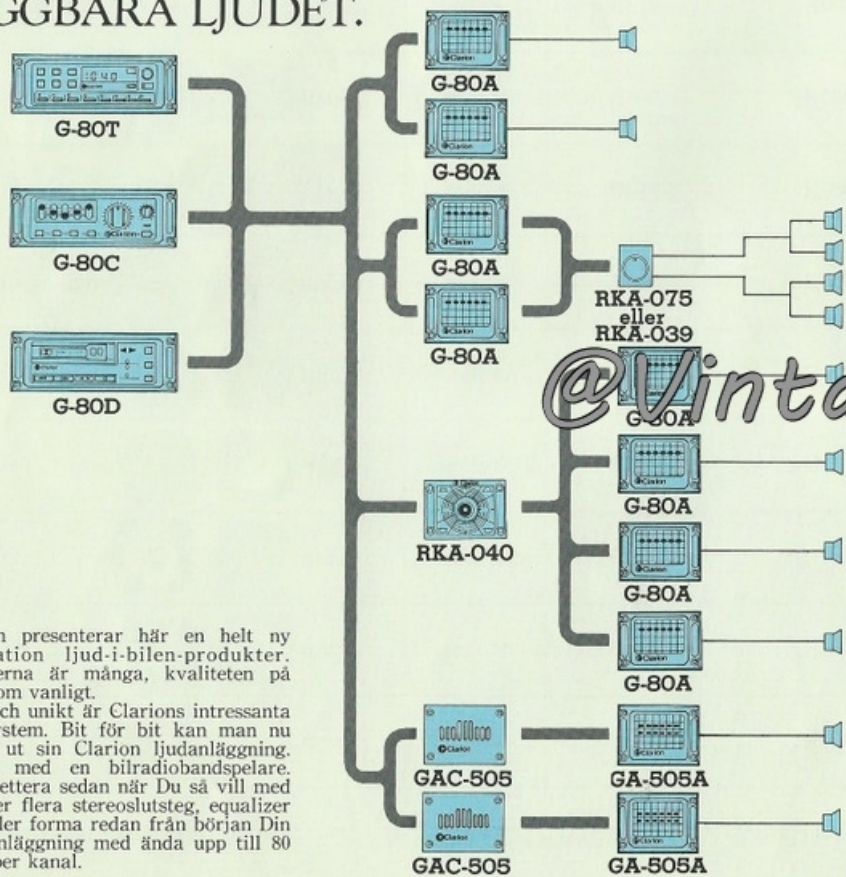 GGBARA LJUDET.
G-80T
G-80C
G-80D
G-80A
G-80A
G-80A
G-80A
RKA-075
eller
RKA-039
G-80A
G-80A
G-80A
G-80A
RKA-040
GAC-505
GA-505A
GAC-505
GA-505A
@Vinta
n presenterar här en helt ny
ation ljud-i-bilen-produkter.
erna är många, kvaliteten på
om vanligt.
ch unikt är Clarions intressanta
ystem. Bit för bit kan man nu
ut sin Clarion ljudanläggning.
med en bilradiobandspelare.
ettera sedan när Du så vill med
er flera stereoslutsteg, equalizer
ler forma redan från början Din
nläggning med ända upp till 80
per kanal.